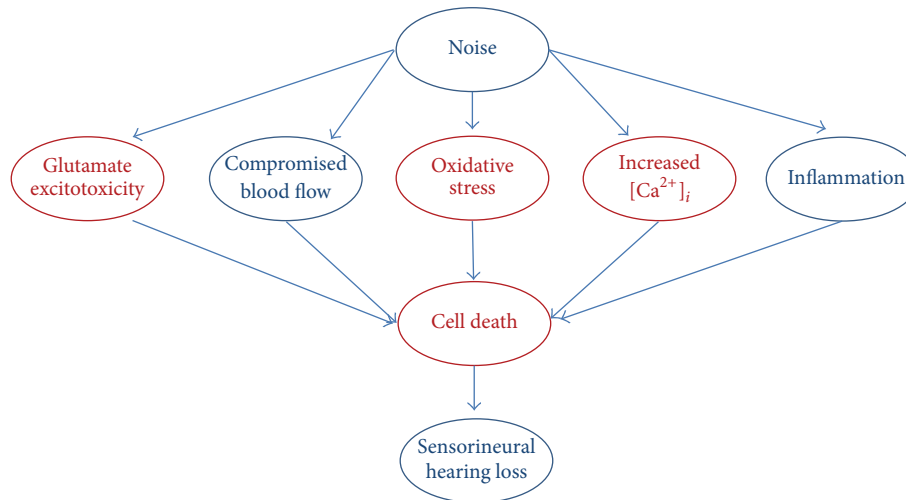 Noise
Glutamate
excitotoxicity
Compromised
blood flow
Oxidative
stress
Increased
[Ca²⁺]ᵢ
Inflammation
Cell death
Sensorineural
hearing loss